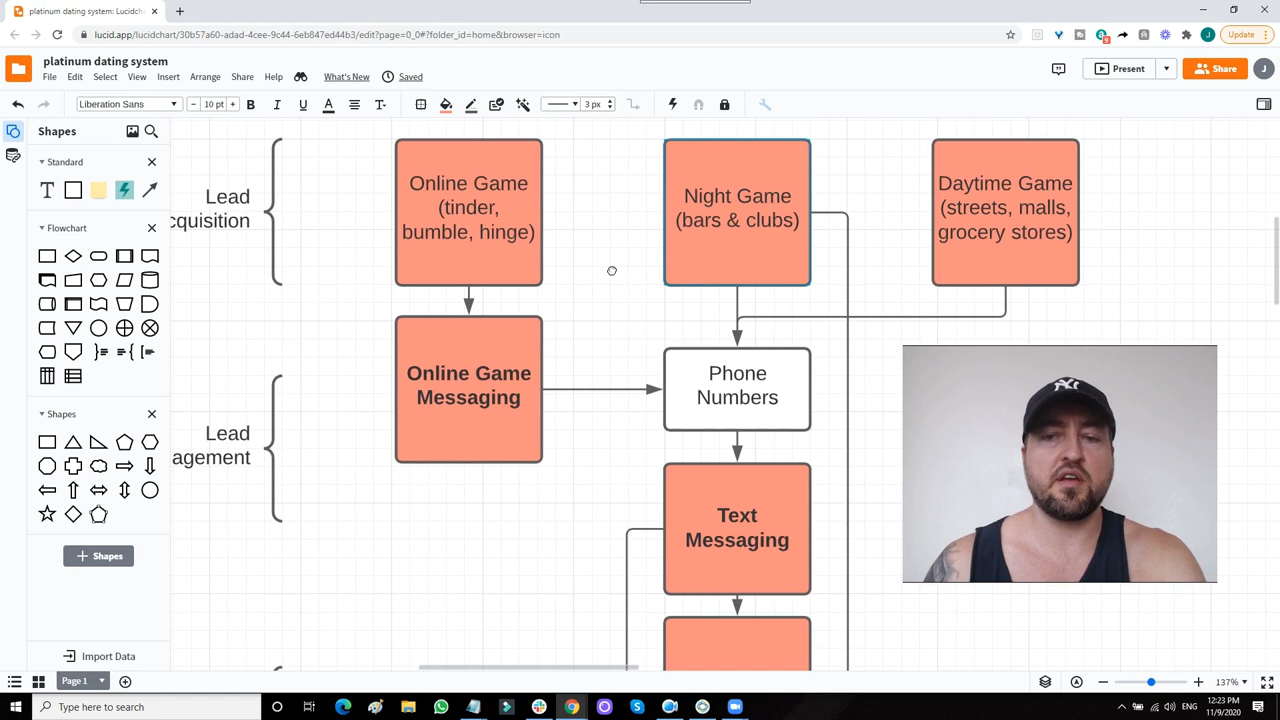 platinum dating system: Lucidcha
lucid.app/lucidchart/30b57a60-adad-4cee-9c44-6eb847ed44b3/edit?page=0_0#?folder_id=home&browser=icon
J
Update
platinum dating system
File Edit Select View Insert Arrange Share Help What's New Saved
Present
Share
J
Liberation Sans
10 pt
B I U A T
3 px
Shapes
Standard
T
Flowchart
Shapes
Shapes
Import Data
Lead
cquisition
Online Game
(tinder,
bumble, hinge)
Night Game
(bars & clubs)
Daytime Game
(streets, malls,
grocery stores)
Lead
agement
Online Game
Messaging
Phone
Numbers
Text
Messaging
NY
Page 1
137%
Type here to search
ENG
12:23 PM
11/9/2020